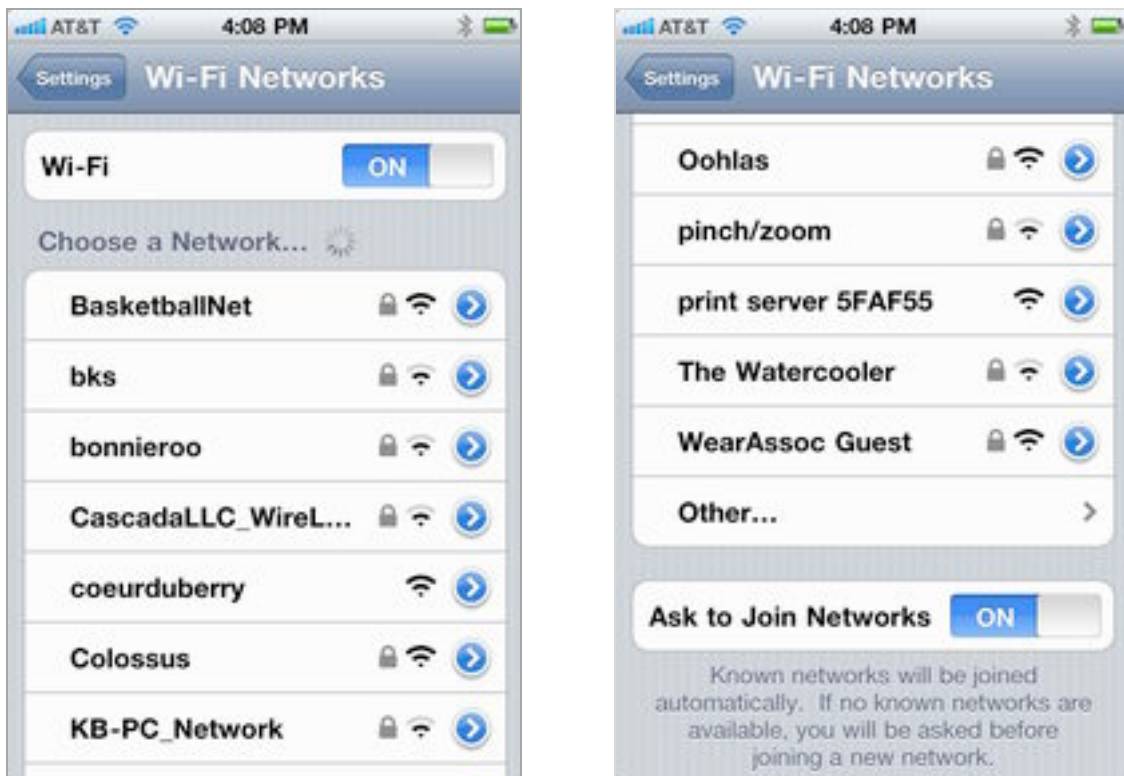 AT&T 4:08 PM
Settings Wi-Fi Networks
Wi-Fi ON
Choose a Network...
BasketballNet
bks
bonnieroo
CascadaLLC_WireL...
coeurduberry
Colossus
KB-PC_Network
AT&T 4:08 PM
Settings Wi-Fi Networks
Oohlas
pinch/zoom
print server 5FAF55
The Watercooler
WearAssoc Guest
Other...
Ask to Join Networks ON
Known networks will be joined
automatically. If no known networks are
available, you will be asked before
joining a new network.